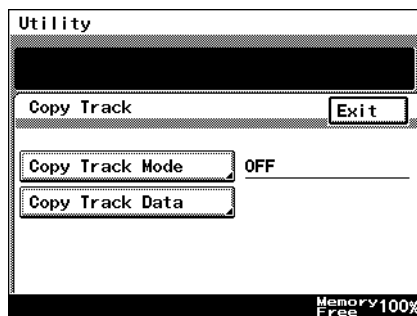 Utility
Copy Track Exit
Copy Track Mode OFF
Copy Track Data
Memory
Free 100%